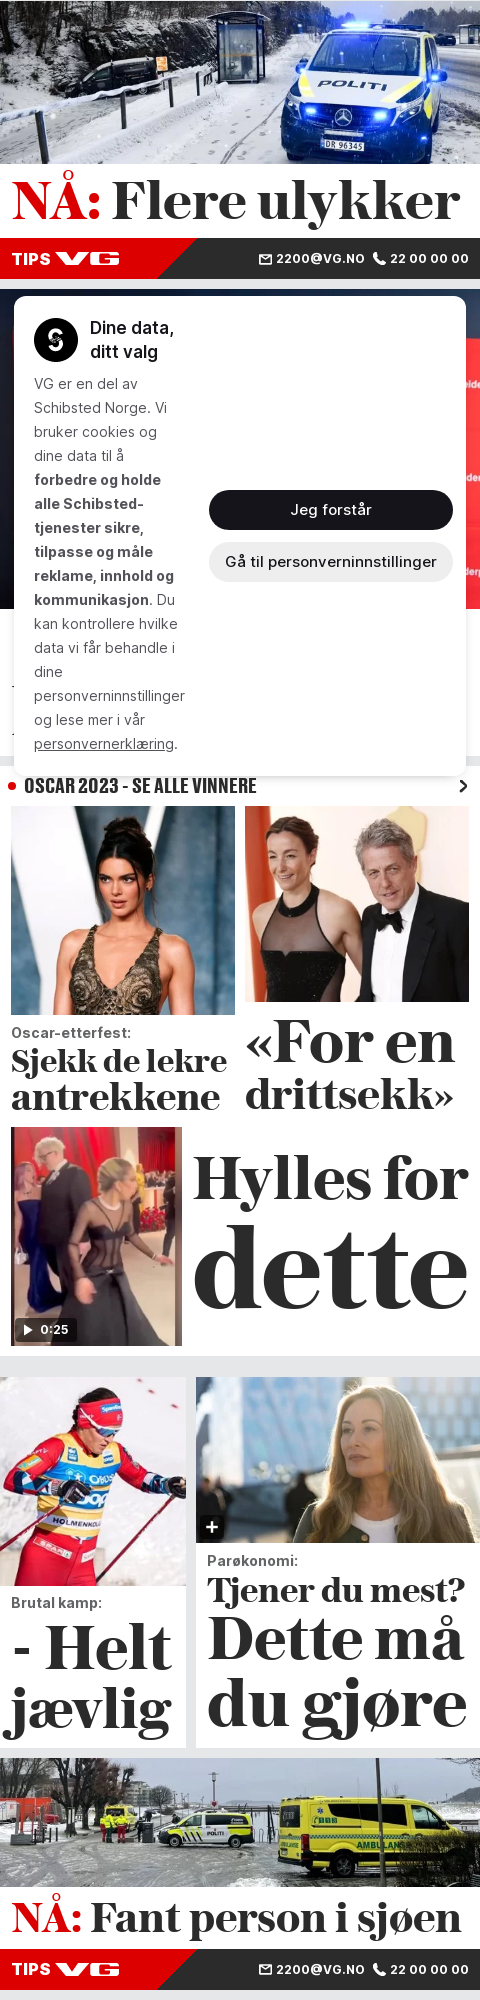 POLITI
DR 96345
NÅ: Flere ulykker
TIPS VG
2200@VG.NO 22 00 00 00
Dine data,
ditt valg
VG er en del av
Schibsted Norge. Vi
bruker cookies og
dine data til å
forbedre og holde
alle Schibsted-
tjenester sikre,
tilpasse og måle
reklame, innhold og
kommunikasjon. Du
kan kontrollere hvilke
data vi får behandle i
dine
personverninnstillinger
og lese mer i vår
personvernerklæring.
Jeg forstår
Gå til personverninnstillinger
OSCAR 2023 - SE ALLE VINNERE
Oscar-etterfest:
Sjekk de lekre
antrekkene
«For en
drittsekk»
0:25
Hylles for
dette
HOLMENKOL
SPAR
Brutal kamp:
- Helt
jævlig
Parøkonomi:
Tjener du mest?
Dette må
du gjøre
POLITI
AMBULAN
NÅ: Fant person i sjøen
TIPS VG
2200@VG.NO 22 00 00 00